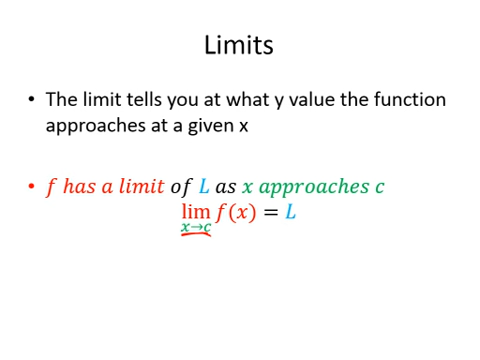 Limits
• The limit tells you at what y value the function
approaches at a given x
• f has a limit of L as x approaches c
lim f(x) = L
x→c